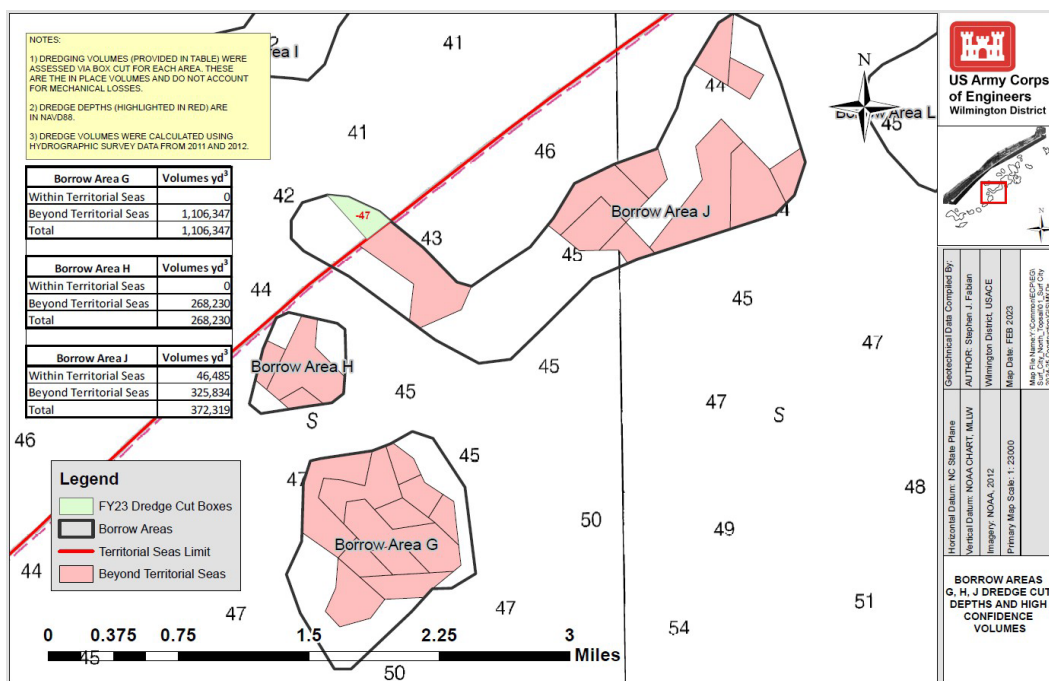 NOTES:
1) DREDGING VOLUMES (PROVIDED IN TABLE) WERE
ASSESSED VIA BOX CUT FOR EACH AREA. THESE
ARE THE IN PLACE VOLUMES AND DO NOT ACCOUNT
FOR MECHANICAL LOSSES.
2) DREDGE DEPTHS (HIGHLIGHTED IN RED) ARE
IN NAVD88.
3) DREDGE VOLUMES WERE CALCULATED USING
HYDROGRAPHIC SURVEY DATA FROM 2011 AND 2012.
Borrow Area G Volumes yd³
Within Territorial Seas 0
Beyond Territorial Seas 1,106,347
Total 1,106,347
Borrow Area H Volumes yd³
Within Territorial Seas 0
Beyond Territorial Seas 268,230
Total 268,230
Borrow Area J Volumes yd³
Within Territorial Seas 46,485
Beyond Territorial Seas 325,834
Total 372,319
41
44
41
46
42
-47
43
Borrow Area J
45
44
45
47
45
45
47
S
48
49
50
51
54
44
Borrow Area H
S
46
47
45
Borrow Area G
44
47
47
50
45
N
Borrow Area L
45
Legend
FY23 Dredge Cut Boxes
Borrow Areas
Territorial Seas Limit
Beyond Territorial Seas
0 0.375 0.75 1.5 2.25 3
Miles
US Army Corps
of Engineers
Wilmington District
N
Geotechnical Data Compiled By:
AUTHOR: Stephen J. Fabian
Wilmington District, USACE
Map Date: FEB 2023
Horizontal Datum: NC State Plane
Vertical Datum: NOAA CHART, MLLW
Imagery: NOAA, 2012
Primary Map Scale: 1: 23000
BORROW AREAS
G, H, J DREDGE CUT
DEPTHS AND HIGH
CONFIDENCE
VOLUMES